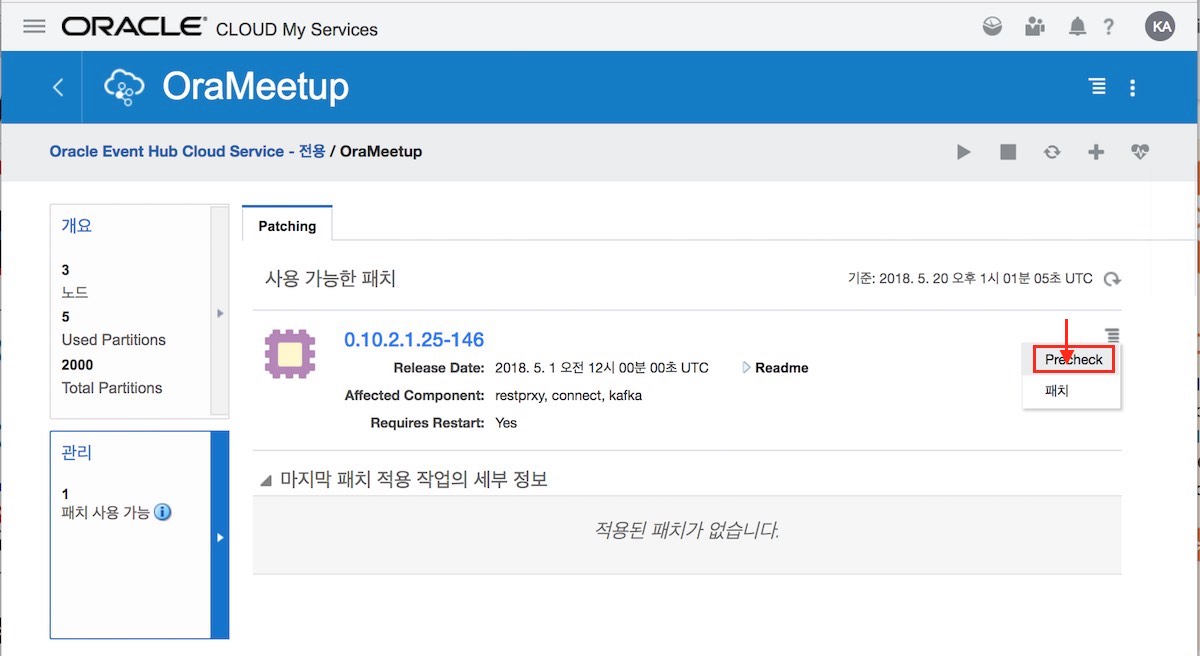 ORACLE® CLOUD My Services
?
KA
OraMeetup
Oracle Event Hub Cloud Service - 전용 / OraMeetup
개요
3
노드
5
Used Partitions
2000
Total Partitions
관리
1
패치 사용 가능
Patching
사용 가능한 패치
기준: 2018. 5. 20 오후 1시 01분 05초 UTC
0.10.2.1.25-146
Release Date: 2018. 5. 1 오전 12시 00분 00초 UTC
Readme
Affected Component: restprxy, connect, kafka
Requires Restart: Yes
Precheck
패치
마지막 패치 적용 작업의 세부 정보
적용된 패치가 없습니다.